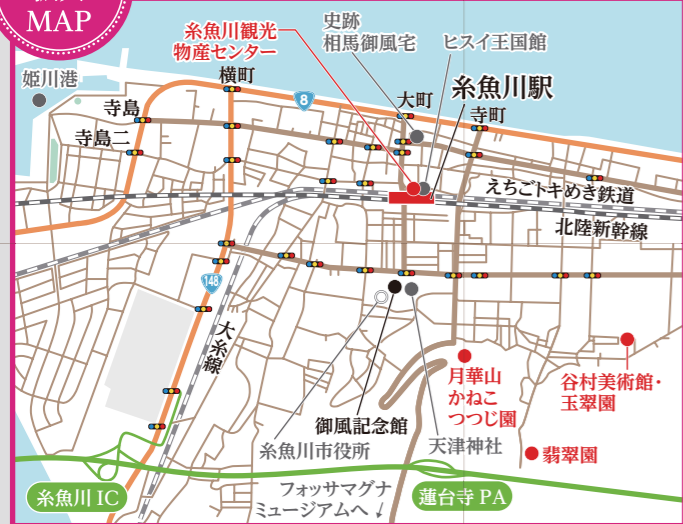 MAP
史跡
相馬御風宅
糸魚川観光
物産センター
ヒスイ王国館
姫川港
横町
8
大町
糸魚川駅
寺島
寺町
寺島二
えちごトキめき鉄道
北陸新幹線
148
大糸線
月華山
かねこ
つつじ園
谷村美術館・
玉翠園
御風記念館
糸魚川市役所
天津神社
翡翠園
糸魚川 IC
フォッサマグナ
ミュージアムへ ↓
蓮台寺 PA